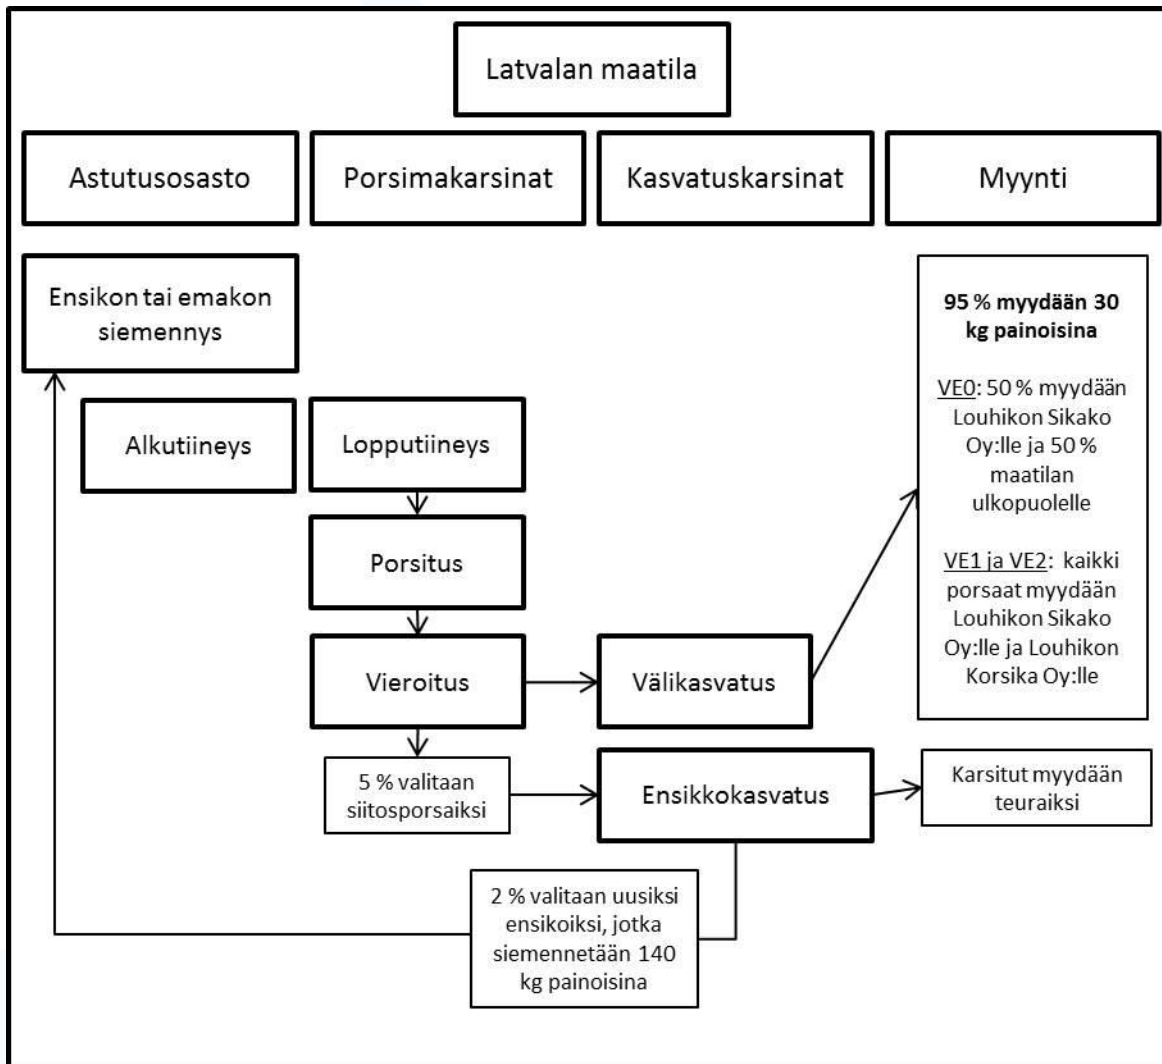 Latvalan maatila
Astutusosasto
Porsimakarsinat
Kasvatuskarsinat
Myynti
Ensikon tai emakon
siemennys
Alkutiineys
Lopputiineys
Porsitus
Vieroitus
Välikasvatus
95 % myydään 30
kg painoisina
VE0: 50 % myydään
Louhikon Sikako
Oy:lle ja 50 %
maatilan
ulkopuolelle
VE1 ja VE2: kaikki
porsaat myydään
Louhikon Sikako
Oy:lle ja Louhikon
Korsika Oy:lle
5 % valitaan
siitosporsaiksi
Ensikkokasvatus
Karsitut myydään
teuraiksi
2 % valitaan uusiksi
ensikoiksi, jotka
siemennetään 140
kg painoisina